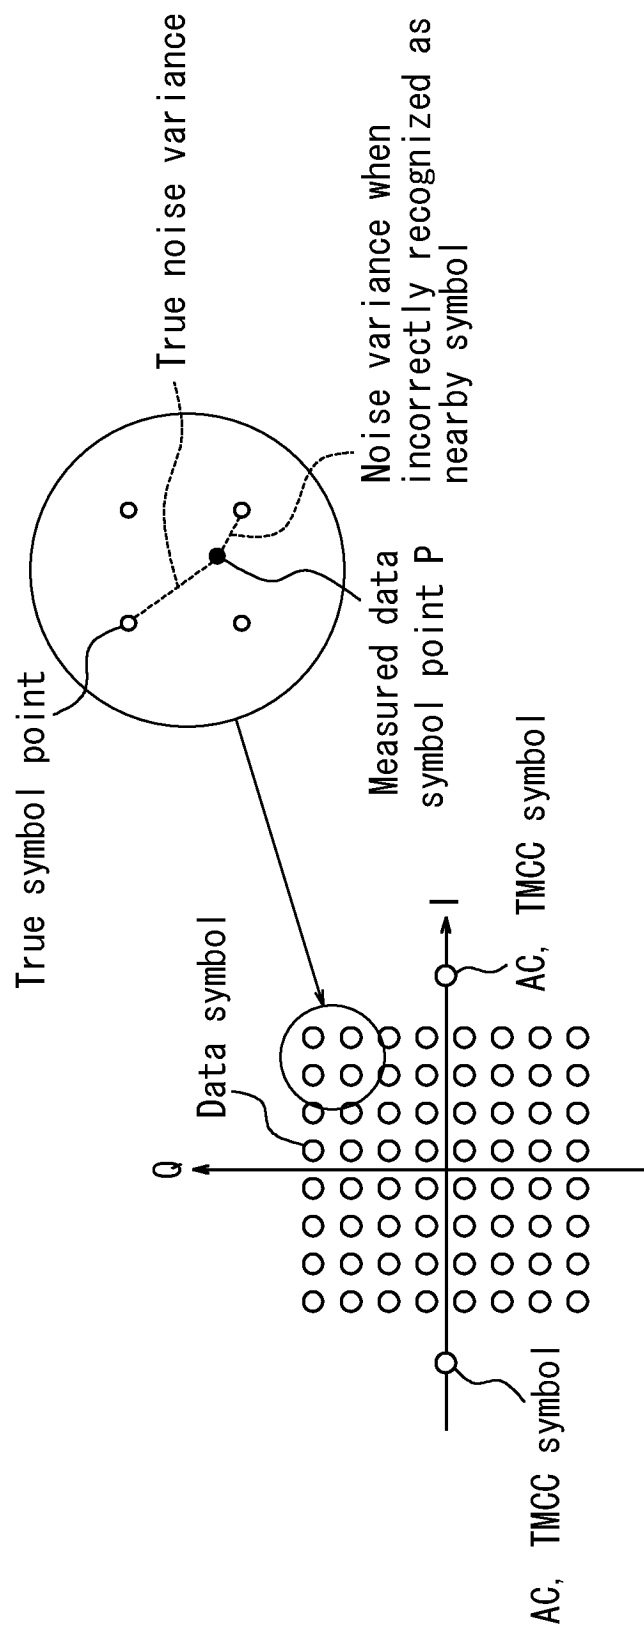 True symbol point
True noise variance
Noise variance when
incorrectly recognized as
nearby symbol
Measured data
symbol point P
Data symbol
Q
I
AC, TMCC symbol
AC, TMCC symbol